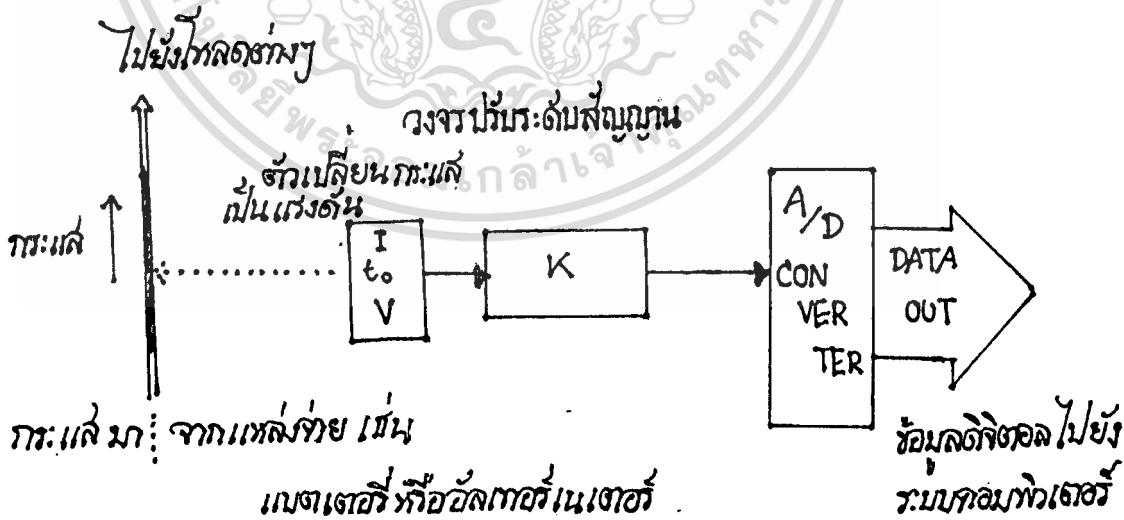 ไปยังโหลดต่างๆ
วงจรปรับระดับสัญญาน
ตัวเปลี่ยนกระแส
เป็นแรงดัน
กระแส
I
to
V
K
A/D
CON
VER
TER
DATA
OUT
กระแสมา จากแหล่งจ่าย เช่น
แบตเตอรี่ หรืออัลเทอร์เนเตอร์
ข้อมูลดิจิตอลไปยัง
ระบบคอมพิวเตอร์